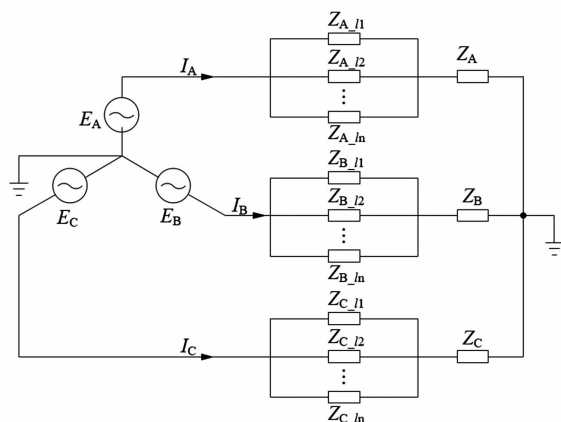 Z_A_l1
Z_A
I_A
Z_A_l2
⋮
E_A
Z_A_ln
Z_B_l1
I_B
Z_B_l2
Z_B
E_C
E_B
⋮
Z_B_ln
Z_C_l1
I_C
Z_C_l2
Z_C
⋮
Z_C_ln